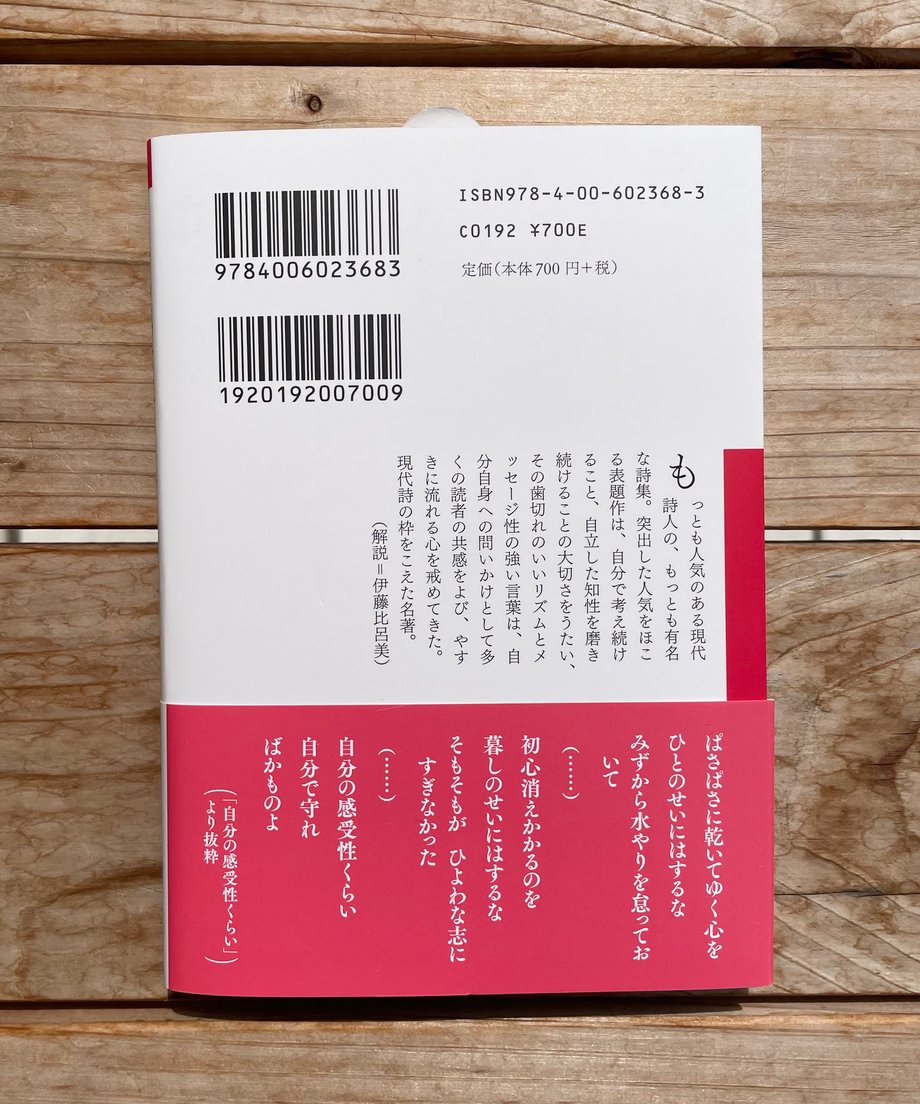 ISBN978-4-00-602368-3
C0192 ¥700E
定価(本体700円+税)
9784006023683
1920192007009
もっとも人気のある現代
詩人の、もっとも有名
な詩集。突出した人気をほこ
る表題作は、自分で考え続け
ること、自立した知性を磨き
続けることの大切さをうたい、
その歯切れのいいリズムとメ
ッセージ性の強い言葉は、自
分自身への問いかけとして多
くの読者の共感をよび、やす
きに流れる心を戒めてきた。
現代詩の枠をこえた名著。
(解説=伊藤比呂美)
ぱさぱさに乾いてゆく心を
ひとのせいにはするな
みずから水やりを怠ってお
いて
(……)
初心消えかかるのを
暮しのせいにはするな
そもそもが ひよわな志に
すぎなかった
(……)
自分の感受性くらい
自分で守れ
ばかものよ
(「自分の感受性くらい」
より抜粋)